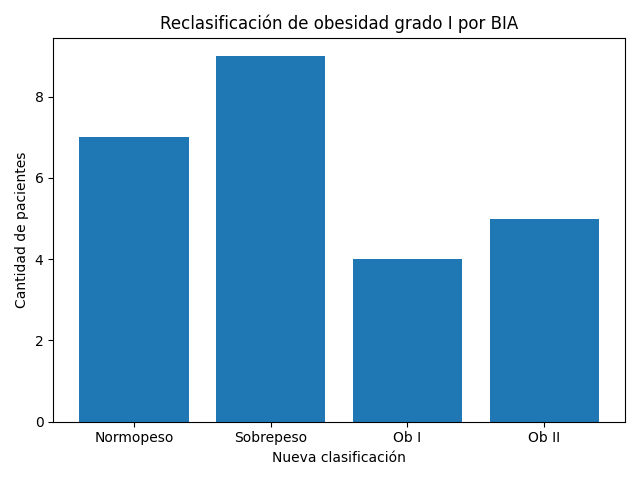 Reclasificación de obesidad grado I por BIA
Cantidad de pacientes
8
6
4
2
0
Normopeso Sobrepeso Ob I Ob II
Nueva clasificación